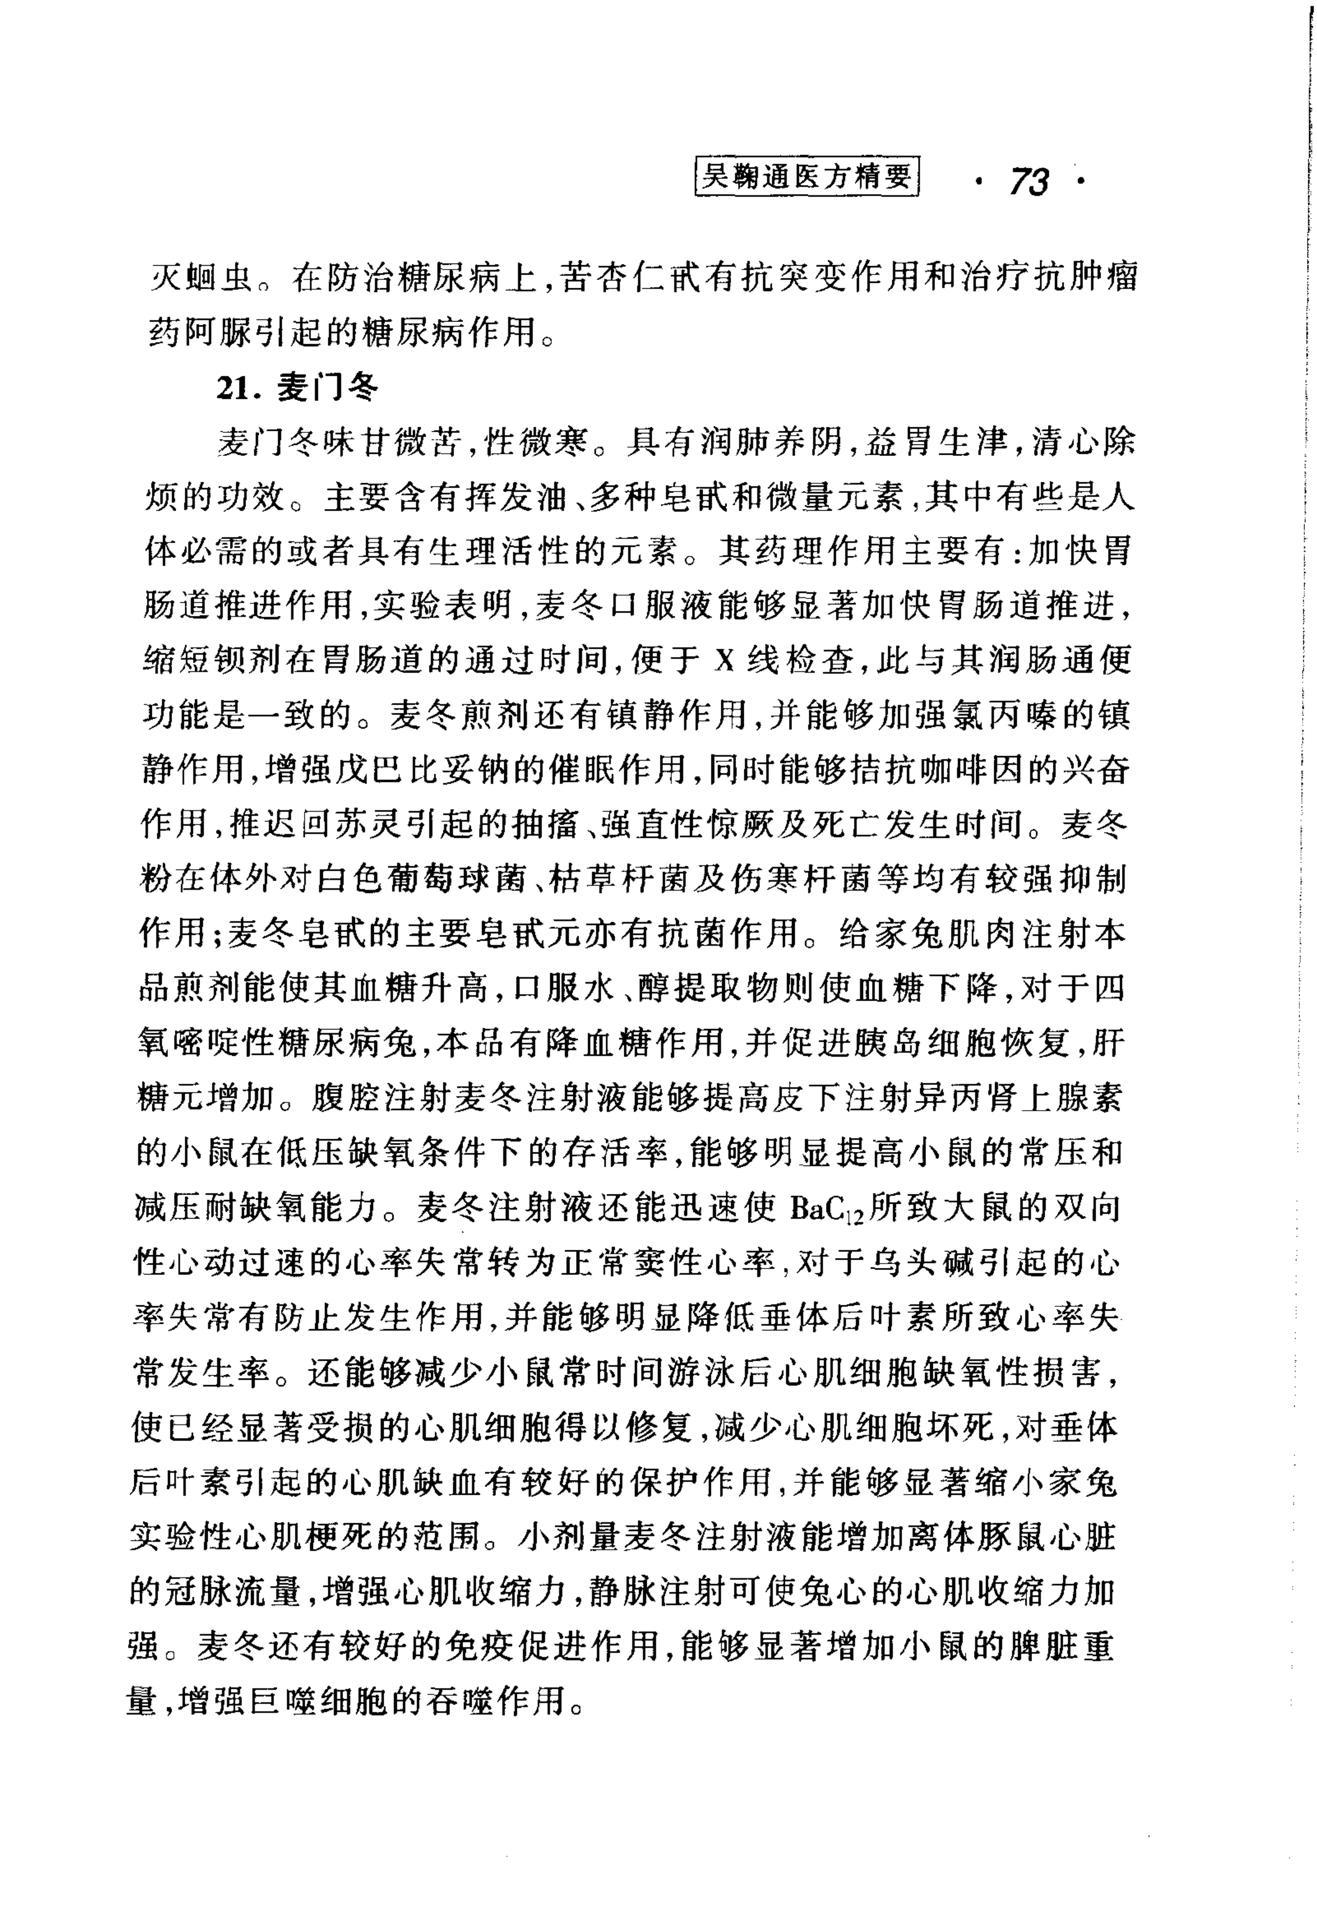 吴鞠通医方精要 · 73 ·
灭蛔虫。在防治糖尿病上,苦杏仁甙有抗突变作用和治疗抗肿瘤
药阿脲引起的糖尿病作用。
21. 麦门冬
麦门冬味甘微苦,性微寒。具有润肺养阴,益胃生津,清心除
烦的功效。主要含有挥发油、多种皂甙和微量元素,其中有些是人
体必需的或者具有生理活性的元素。其药理作用主要有:加快胃
肠道推进作用,实验表明,麦冬口服液能够显著加快胃肠道推进,
缩短钡剂在胃肠道的通过时间,便于 X 线检查,此与其润肠通便
功能是一致的。麦冬煎剂还有镇静作用,并能够加强氯丙嗪的镇
静作用,增强戊巴比妥钠的催眠作用,同时能够拮抗咖啡因的兴奋
作用,推迟回苏灵引起的抽搐、强直性惊厥及死亡发生时间。麦冬
粉在体外对白色葡萄球菌、枯草杆菌及伤寒杆菌等均有较强抑制
作用;麦冬皂甙的主要皂甙元亦有抗菌作用。给家兔肌肉注射本
品煎剂能使其血糖升高,口服水、醇提取物则使血糖下降,对于四
氧嘧啶性糖尿病兔,本品有降血糖作用,并促进胰岛细胞恢复,肝
糖元增加。腹腔注射麦冬注射液能够提高皮下注射异丙肾上腺素
的小鼠在低压缺氧条件下的存活率,能够明显提高小鼠的常压和
减压耐缺氧能力。麦冬注射液还能迅速使 BaCl2所致大鼠的双向
性心动过速的心率失常转为正常窦性心率,对于乌头碱引起的心
率失常有防止发生作用,并能够明显降低垂体后叶素所致心率失
常发生率。还能够减少小鼠常时间游泳后心肌细胞缺氧性损害,
使已经显著受损的心肌细胞得以修复,减少心肌细胞坏死,对垂体
后叶素引起的心肌缺血有较好的保护作用,并能够显著缩小家兔
实验性心肌梗死的范围。小剂量麦冬注射液能增加离体豚鼠心脏
的冠脉流量,增强心肌收缩力,静脉注射可使兔心的心肌收缩力加
强。麦冬还有较好的免疫促进作用,能够显著增加小鼠的脾脏重
量,增强巨噬细胞的吞噬作用。